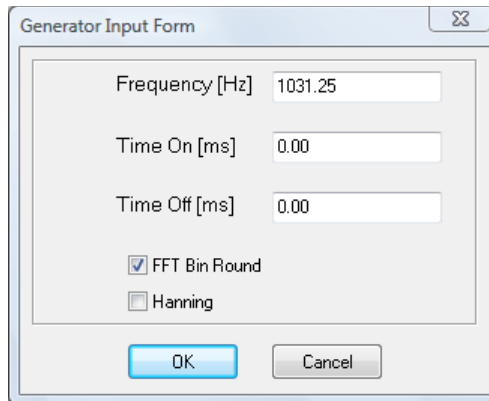 Generator Input Form
Frequency [Hz] 1031.25
Time On [ms] 0.00
Time Off [ms] 0.00
FFT Bin Round
Hanning
OK Cancel